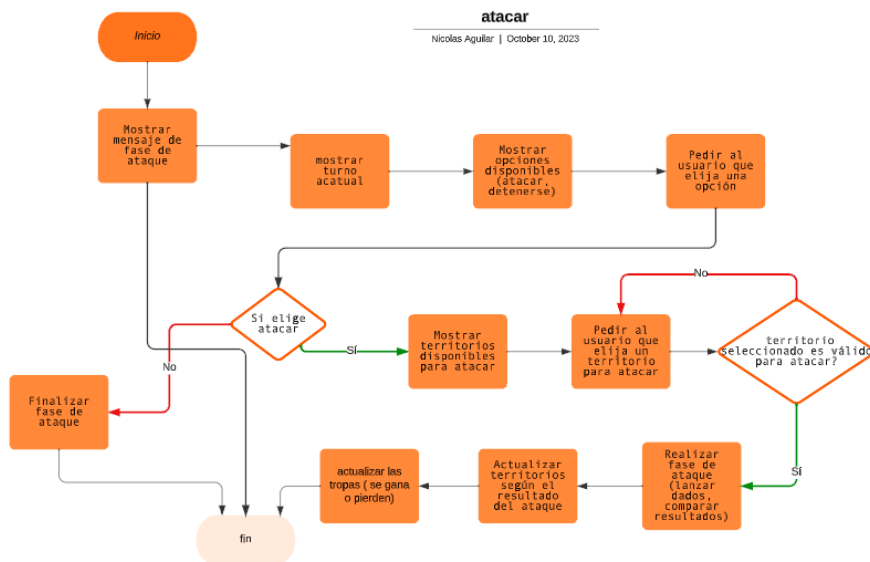 atacar
Nicolas Aguilar | October 10, 2023
Inicio
Mostrar
mensaje de
fase de
ataque
mostrar
turno
acatual
Mostrar
opciones
disponibles
(atacar,
detenerse)
Pedir al
usuario que
elija una
opción
Si elige
atacar
Sí
No
Mostrar
territorios
disponibles
para atacar
Pedir al
usuario que
elija un
territorio
para atacar
No
territorio
seleccionado es válido
para atacar?
Sí
Finalizar
fase de
ataque
actualizar las
tropas ( se gana
o pierden)
Actualizar
territorios
según el
resultado
del ataque
Realizar
fase de
ataque
(lanzar
dados,
comparar
resultados)
fin